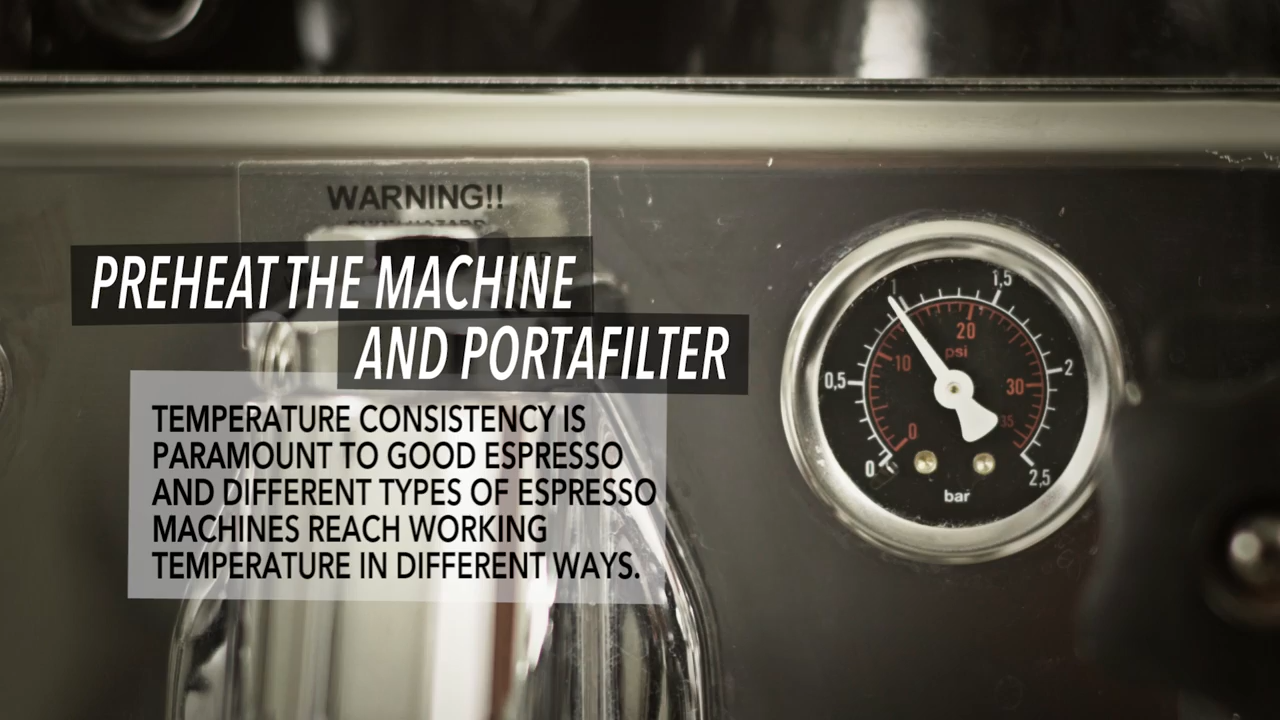 WARNING!!
PREHEAT THE MACHINE
AND PORTAFILTER
TEMPERATURE CONSISTENCY IS
PARAMOUNT TO GOOD ESPRESSO
AND DIFFERENT TYPES OF ESPRESSO
MACHINES REACH WORKING
TEMPERATURE IN DIFFERENT WAYS.
0
0,5
1
1,5
2
2,5
bar
0
10
20
30
35
psi